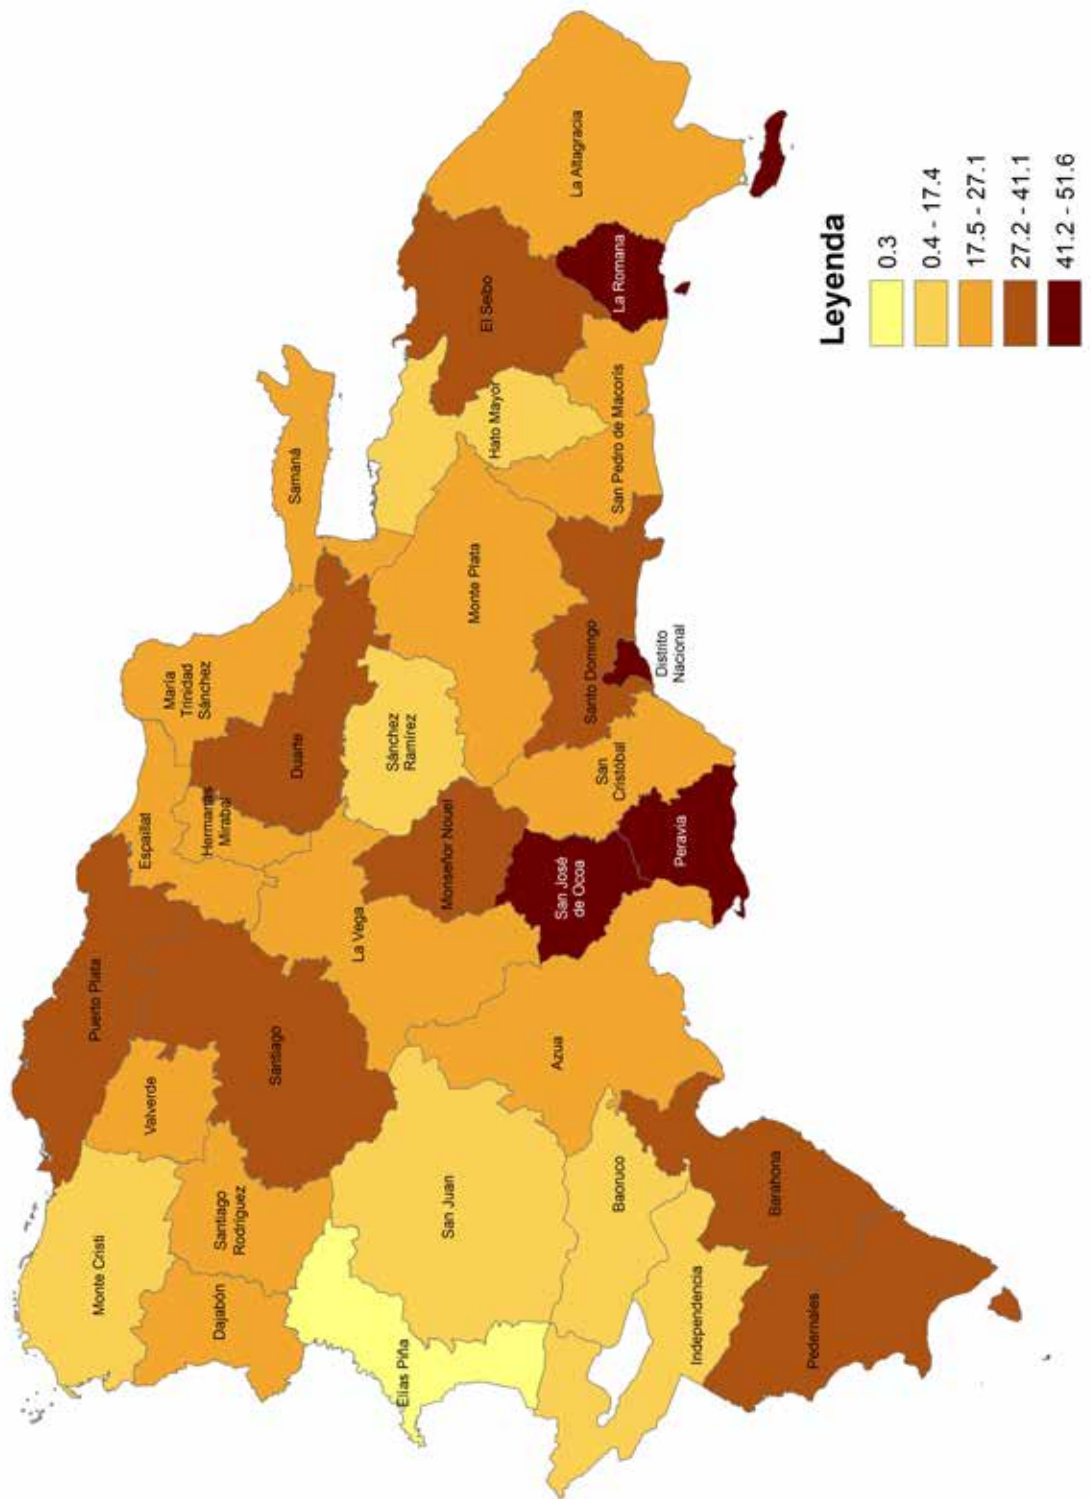 Puerto Plata
Monte Cristi
Valverde
Espaillat
María
Trinidad
Sánchez
Hermanas
Mirabal
Dajabón
Santiago
Rodríguez
Santiago
Duarte
Samaná
La Vega
Sánchez
Ramírez
Elías Piña
San Juan
Monseñor Nouel
Monte Plata
Hato Mayor
El Seibo
La Altagracia
Azua
San José
de Ocoa
San
Cristóbal
Santo Domingo
San Pedro de Macorís
La Romana
Baoruco
Independencia
Peravia
Distrito
Nacional
Barahona
Pedernales
Leyenda
0.3
0.4 - 17.4
17.5 - 27.1
27.2 - 41.1
41.2 - 51.6